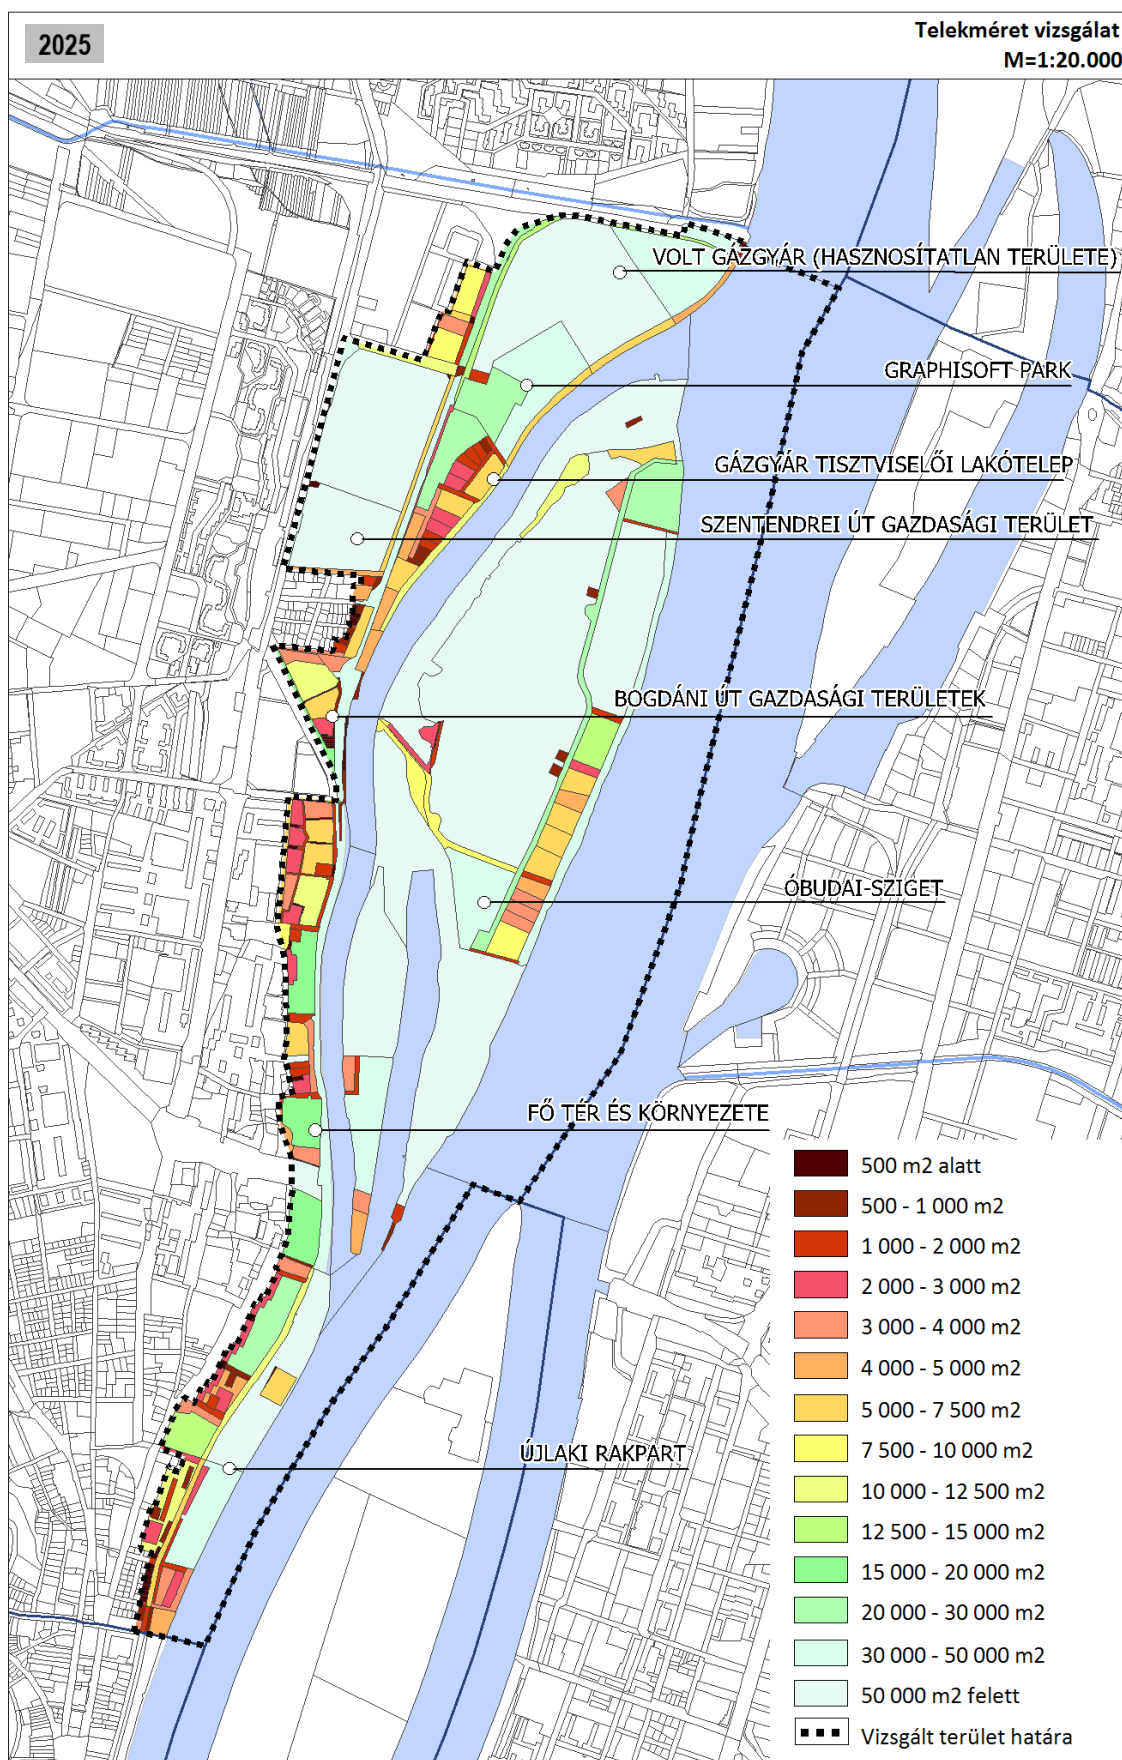 2025
Telekméret vizsgálat
M=1:20.000
VOLT GÁZGYÁR (HASZNOSÍTATLAN TERÜLETE)
GRAPHISOFT PARK
GÁZGYÁR TISZTVISELŐI LAKÓTELEP
SZENTENDREI ÚT GAZDASÁGI TERÜLET
BOGDÁNI ÚT GAZDASÁGI TERÜLETEK
ÓBUDAI-SZIGET
FŐ TÉR ÉS KÖRNYEZETE
ÚJLAKI RAKPART
500 m2 alatt
500 - 1 000 m2
1 000 - 2 000 m2
2 000 - 3 000 m2
3 000 - 4 000 m2
4 000 - 5 000 m2
5 000 - 7 500 m2
7 500 - 10 000 m2
10 000 - 12 500 m2
12 500 - 15 000 m2
15 000 - 20 000 m2
20 000 - 30 000 m2
30 000 - 50 000 m2
50 000 m2 felett
Vizsgált terület határa